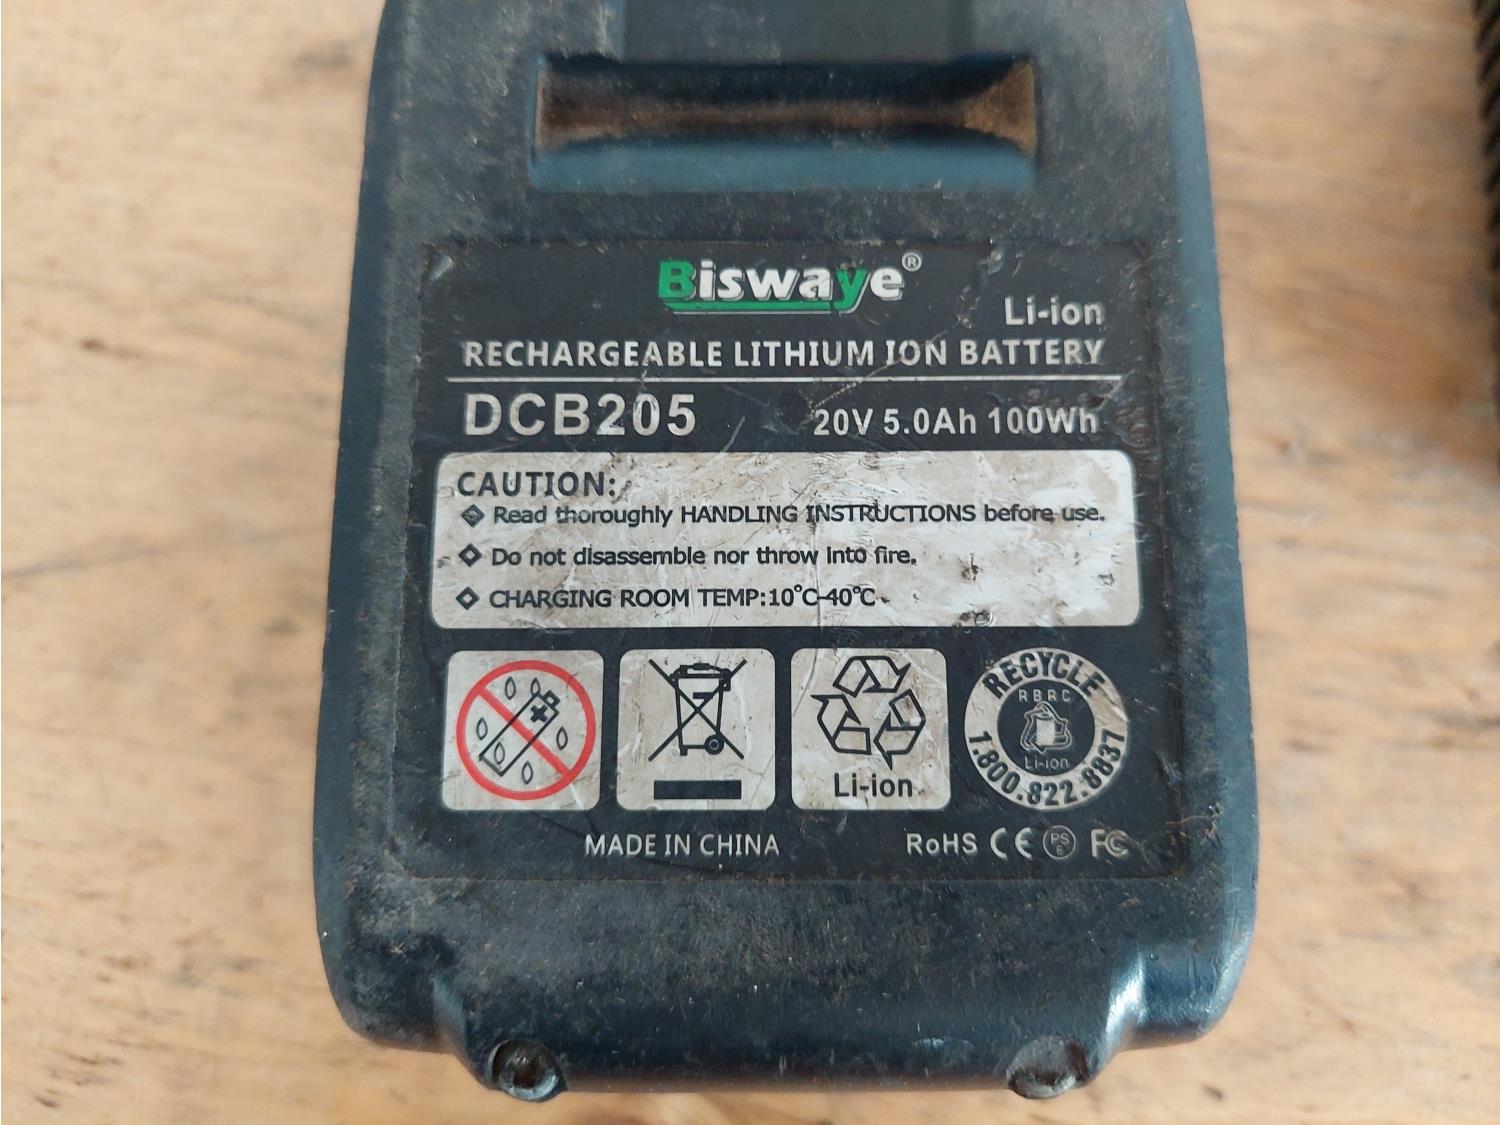 Biswaye®
Li-ion
RECHARGEABLE LITHIUM ION BATTERY
DCB205 20V 5.0Ah 100Wh
CAUTION:
Read thoroughly HANDLING INSTRUCTIONS before use.
Do not disassemble nor throw into fire.
CHARGING ROOM TEMP:10°C-40°C
Li-ion
RECYCLE
RBRC
Li-ion
1.800.822.8837
MADE IN CHINA
RoHS CE PSE FC